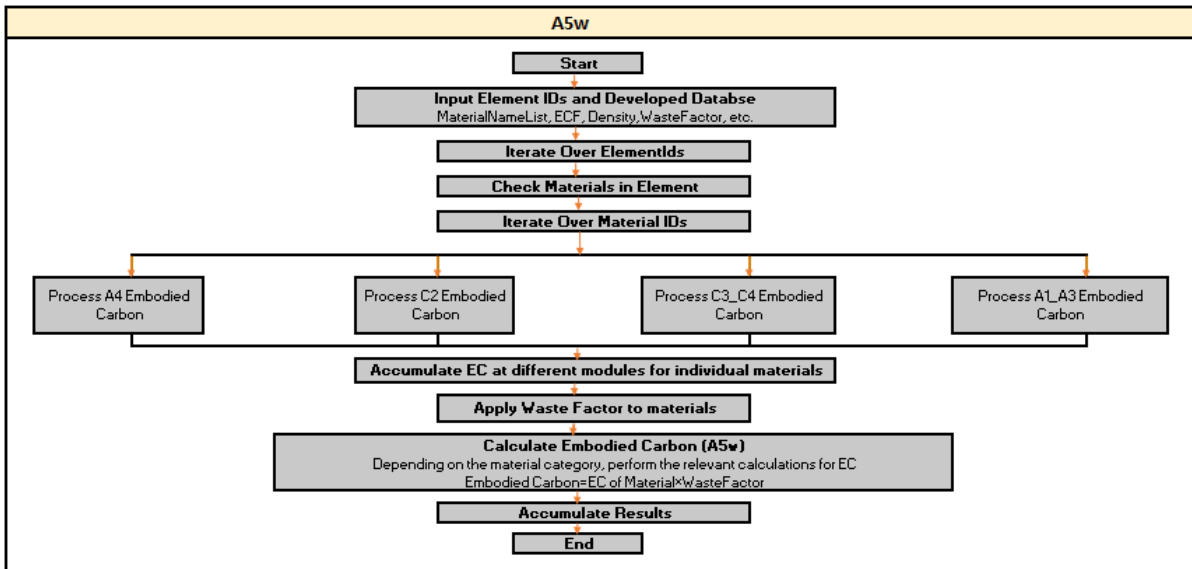 A5w
Start
Input Element IDs and Developed Databse
MaterialNameList, ECF, Density,WasteFactor, etc.
Iterate Over ElementIds
Check Materials in Element
Iterate Over Material IDs
Process A4 Embodied
Carbon
Process C2 Embodied
Carbon
Process C3_C4 Embodied
Carbon
Process A1_A3 Embodied
Carbon
Accumulate EC at different modules for individual materials
Apply Waste Factor to materials
Calculate Embodied Carbon (A5w)
Depending on the material category, perform the relevant calculations for EC
Embodied Carbon=EC of Material×WasteFactor
Accumulate Results
End